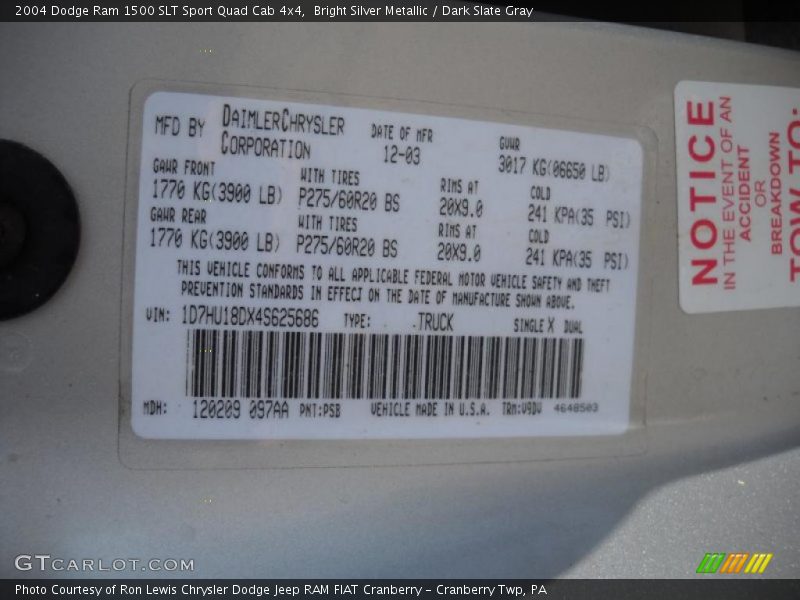 2004 Dodge Ram 1500 SLT Sport Quad Cab 4x4, Bright Silver Metallic / Dark Slate Gray
MFD BY DAIMLERCHRYSLER CORPORATION
DATE OF MFR 12-03
GVWR 3017 KG(06650 LB)
GAWR FRONT WITH TIRES RIMS AT COLD
1770 KG(3900 LB) P275/60R20 BS 20X9.0 241 KPA(35 PSI)
GAWR REAR WITH TIRES RIMS AT COLD
1770 KG(3900 LB) P275/60R20 BS 20X9.0 241 KPA(35 PSI)
THIS VEHICLE CONFORMS TO ALL APPLICABLE FEDERAL MOTOR VEHICLE SAFETY AND THEFT
PREVENTION STANDARDS IN EFFECT ON THE DATE OF MANUFACTURE SHOWN ABOVE.
VIN: 1D7HU18DX4S625686 TYPE: TRUCK SINGLE X DUAL
MDH: 120209 097AA PNT:PSB VEHICLE MADE IN U.S.A. TRM:V9DV 4648503
NOTICE
IN THE EVENT OF AN
ACCIDENT
OR
BREAKDOWN
TOW TO:
GTCARLOT.COM
Photo Courtesy of Ron Lewis Chrysler Dodge Jeep RAM FIAT Cranberry – Cranberry Twp, PA